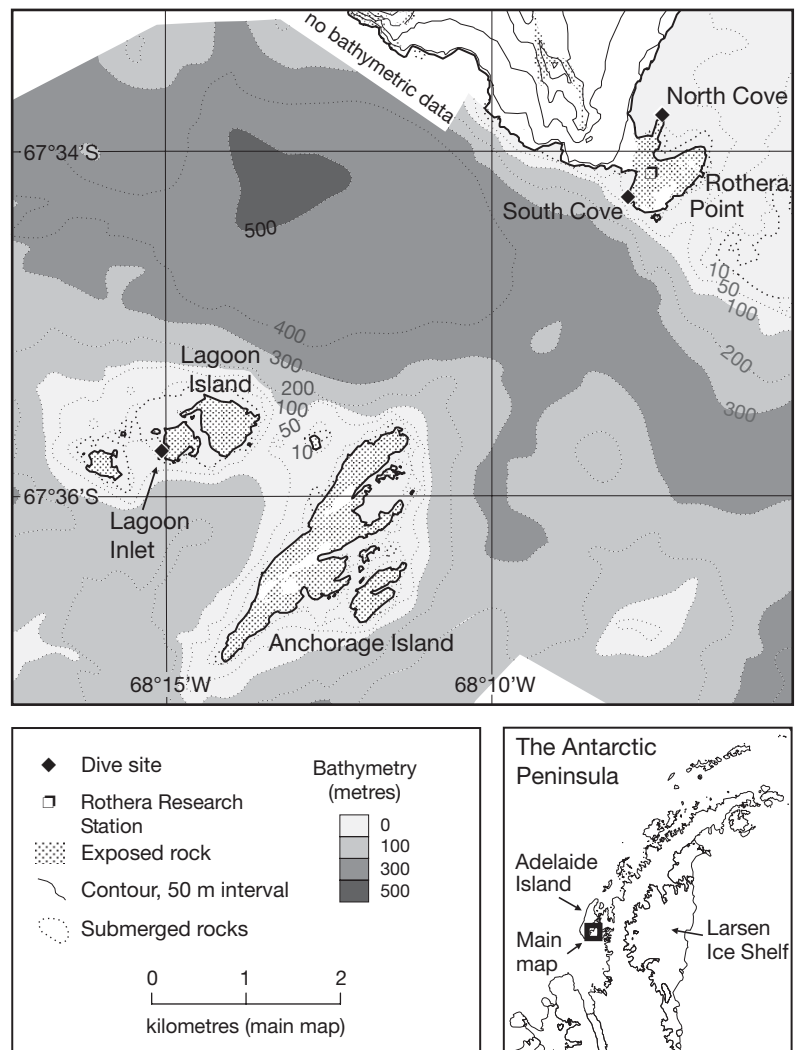 no bathymetric data
North Cove
67°34'S
Rothera
Point
South Cove
500
10
50
100
200
300
400
300
200
100
50
10
Lagoon
Island
67°36'S
Lagoon
Inlet
Anchorage Island
68°15'W
68°10'W
Dive site
Rothera Research
Station
Exposed rock
Contour, 50 m interval
Submerged rocks
Bathymetry
(metres)
0
100
300
500
0 1 2
kilometres (main map)
The Antarctic
Peninsula
Adelaide
Island
Main
map
Larsen
Ice Shelf